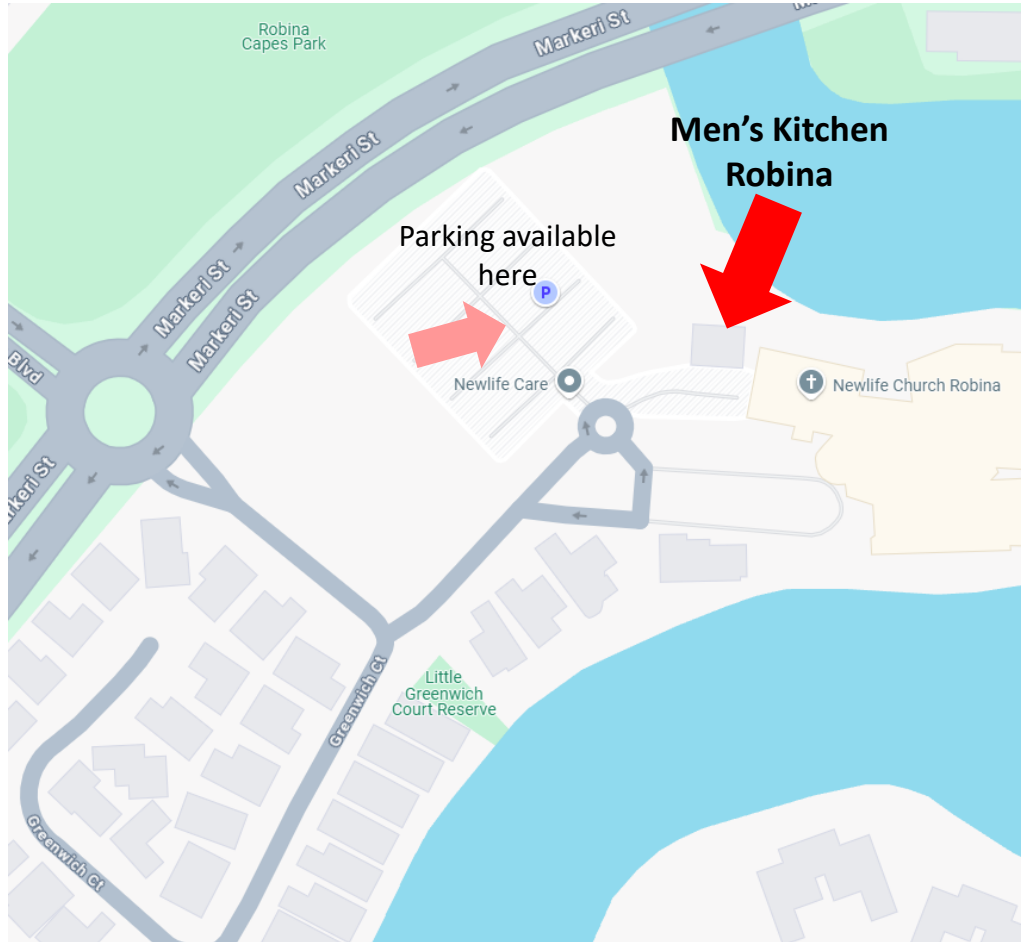 Robina
Capes Park
Markeri St
Markeri St
Men's Kitchen
Robina
Parking available
here
P
Markeri St
Markeri St
Blvd
Newlife Care
Newlife Church Robina
Markeri St
Little
Greenwich
Court Reserve
Greenwich Ct
Greenwich Ct